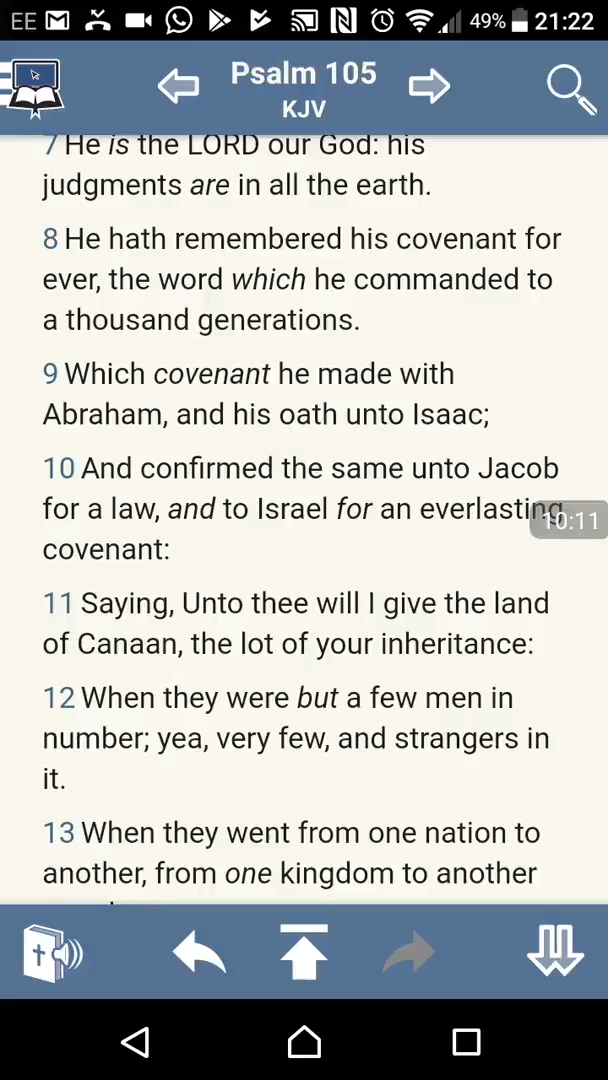 EE 49% 21:22
Psalm 105
KJV
7 He is the LORD our God: his
judgments are in all the earth.
8 He hath remembered his covenant for
ever, the word which he commanded to
a thousand generations.
9 Which covenant he made with
Abraham, and his oath unto Isaac;
10 And confirmed the same unto Jacob
for a law, and to Israel for an everlasting
10:11
covenant:
11 Saying, Unto thee will I give the land
of Canaan, the lot of your inheritance:
12 When they were but a few men in
number; yea, very few, and strangers in
it.
13 When they went from one nation to
another, from one kingdom to another